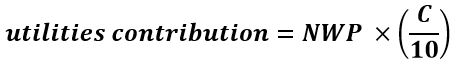 utilities contribution = NWP × (C/10)